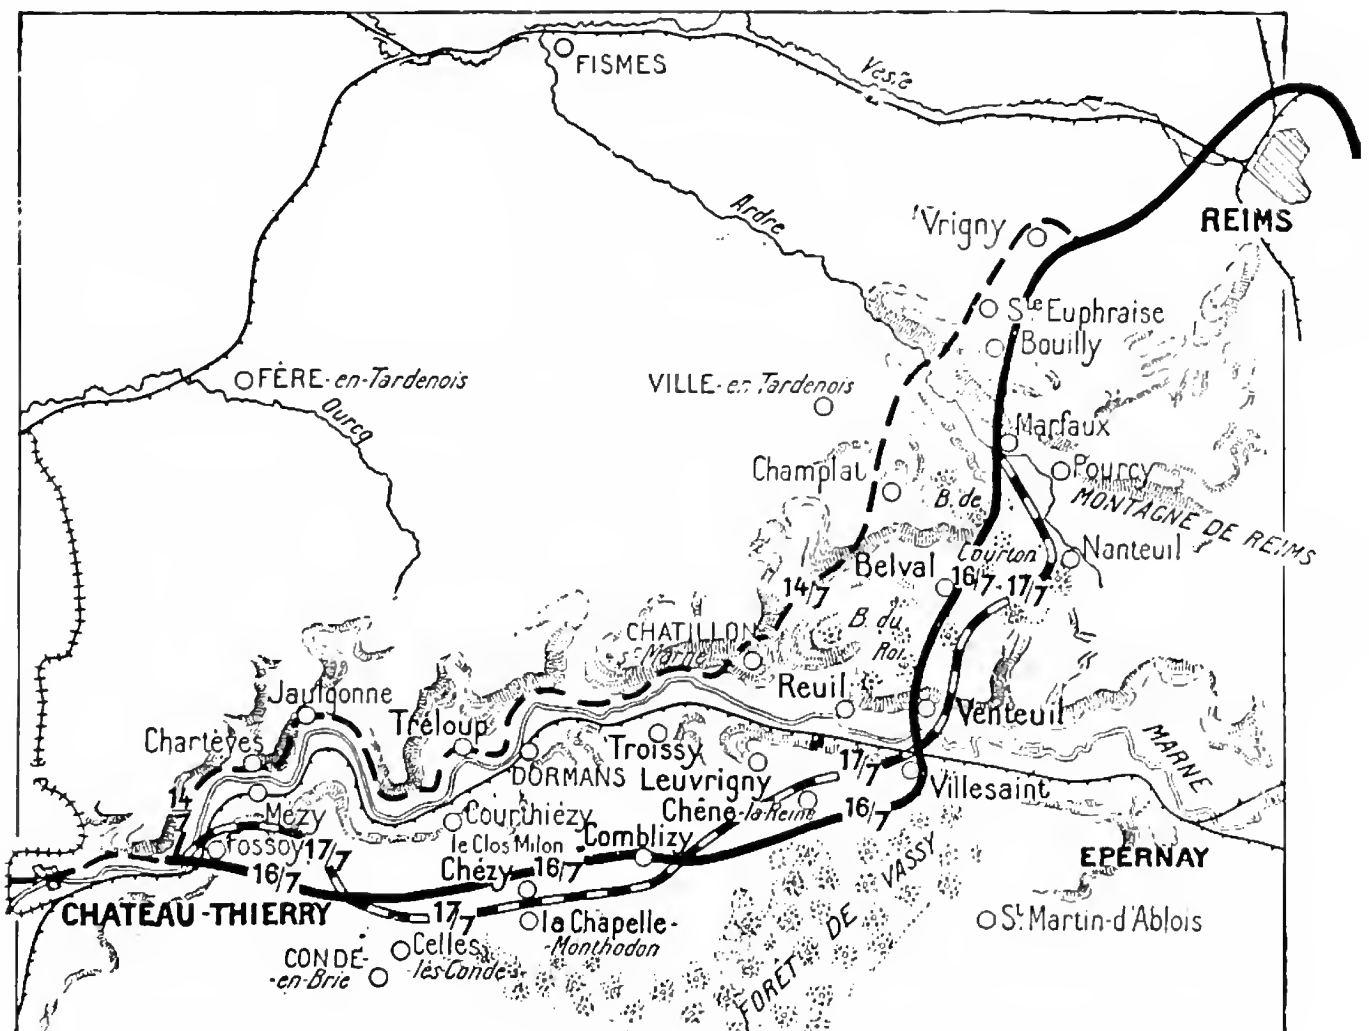 FISMES
Vesle
Ardre
Vrigny
REIMS
Ste Euphraise
Bouilly
FÈRE-en-Tardenois
VILLE-en-Tardenois
Ourcq
Marfaux
Champlat
Pourcy
B. de
MONTAGNE DE REIMS
Courton
Nanteuil
Belval
14/7
16/7
17/7
B. du
Roi
CHATILLON
s/ Marne
Reuil
Jaulgonne
Venteuil
Tréloup
Chartèves
Troissy
MARNE
DORMANS
Leuvrigny
17/7
Villesaint
14/7
Mézy
Courthiézy
Chêne-la-Reine
16/7
Fossoy
17/7
le Clos Milon
Comblizy
EPERNAY
16/7
Chézy
16/7
CHATEAU-THIERRY
17/7
la Chapelle-
-Monthodon
St Martin-d'Ablois
CONDÉ
-en-Brie
Celles
-lès-Condé
FORÊT DE VASSY